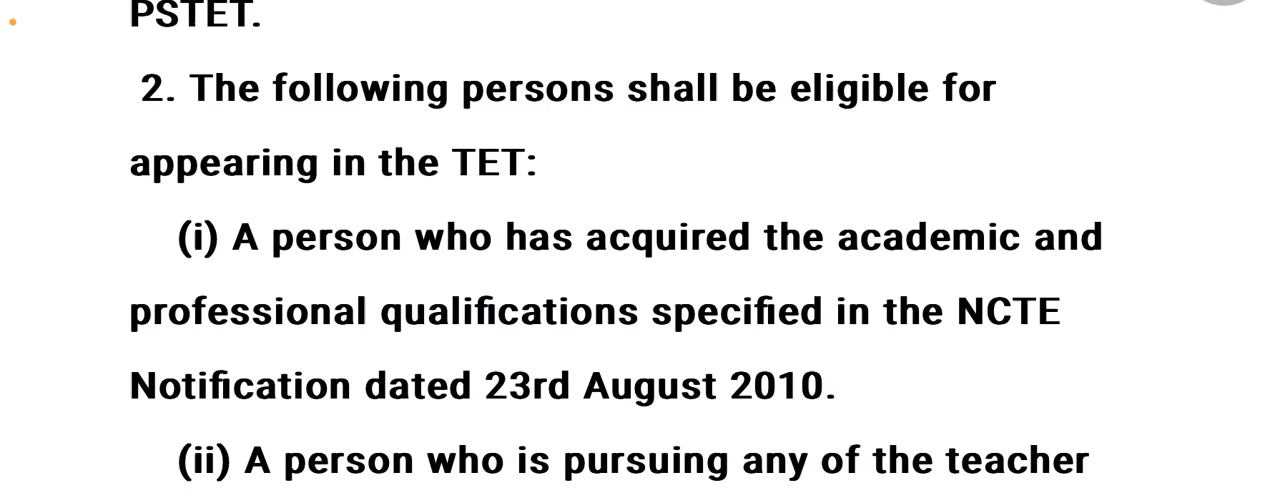 PSTET.
2. The following persons shall be eligible for
appearing in the TET:
(i) A person who has acquired the academic and
professional qualifications specified in the NCTE
Notification dated 23rd August 2010.
(ii) A person who is pursuing any of the teacher